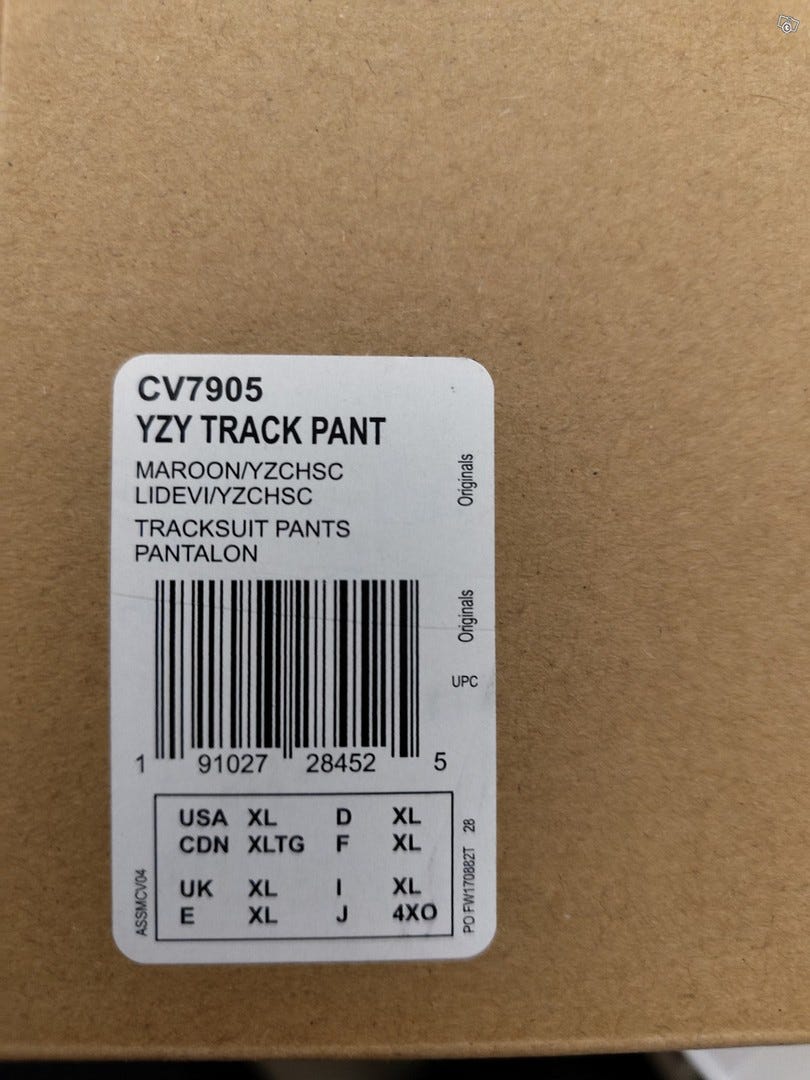 CV7905
YZY TRACK PANT
MAROON/YZCHSC
LIDEVI/YZCHSC
TRACKSUIT PANTS
PANTALON
Originals
Originals
UPC
1 91027 28452 5
USA XL D XL
CDN XLTG F XL
UK XL I XL
E XL J 4XO
ASSMCV04
PO FW170882T 28